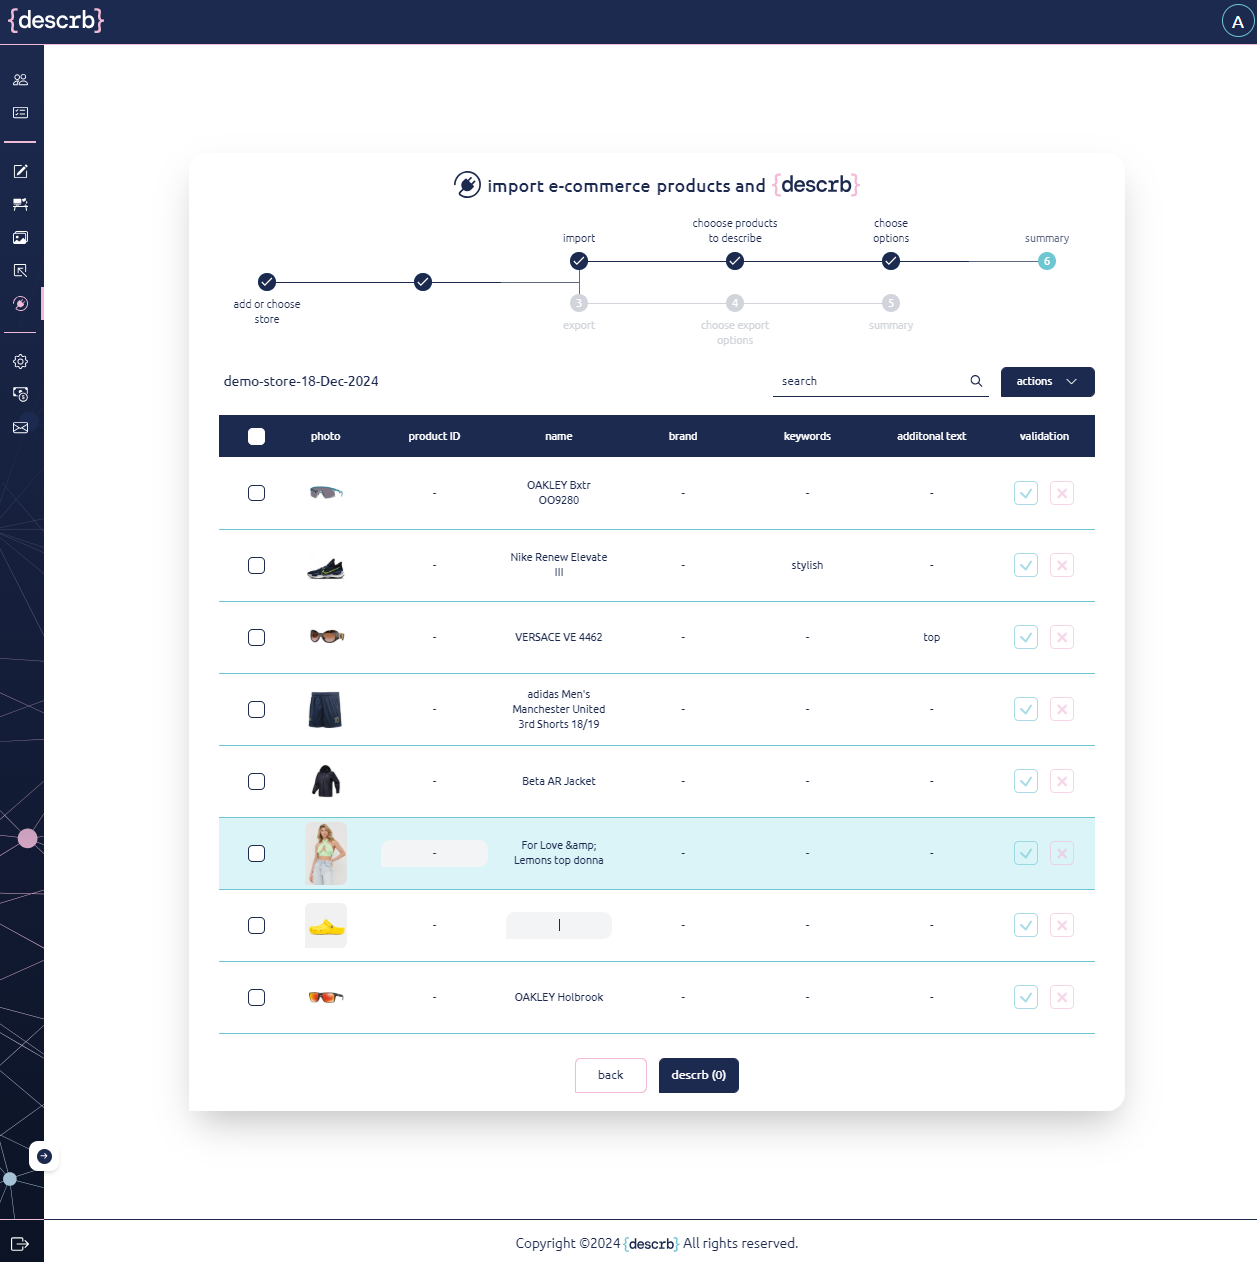 {descrb}
A
import e-commerce products and {descrb}
import
chooose products
to describe
choose
options
summary
6
add or choose
store
3
4
5
export
choose export
options
summary
demo-store-18-Dec-2024
search
actions
photo product ID name brand keywords additonal text validation
- OAKLEY Bxtr - - -
OO9280
- Nike Renew Elevate - stylish -
III
- VERSACE VE 4462 - - top
adidas Men's
- Manchester United - - -
3rd Shorts 18/19
- Beta AR Jacket - - -
- For Love &amp; - - -
Lemons top donna
- - - -
- OAKLEY Holbrook - - -
back descrb (0)
Copyright ©2024 {descrb} All rights reserved.